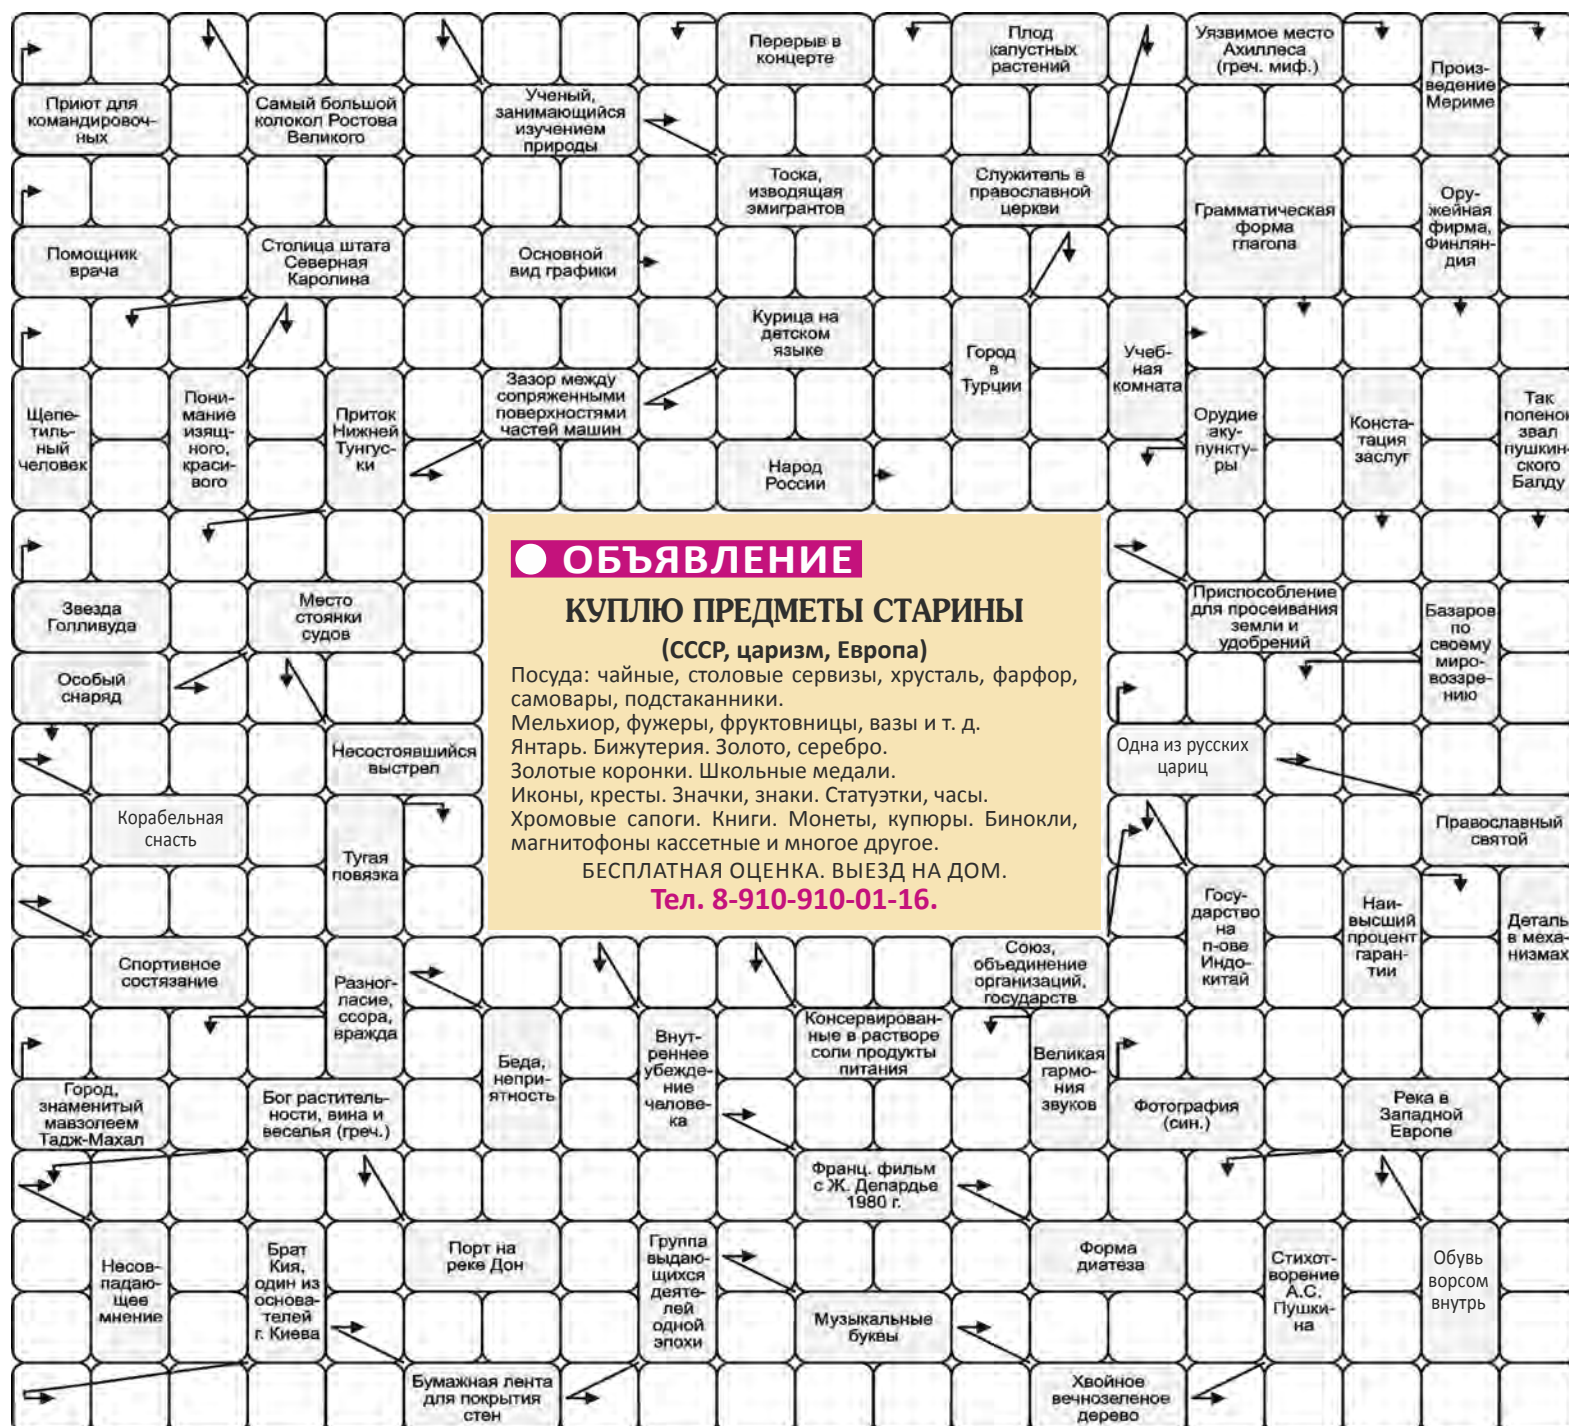 Перерыв в
концерте
Плод
капустных
растений
Уязвимое место
Ахиллеса
(греч. миф.)
Произ-
ведение
Мериме
Приют для
командировоч-
ных
Самый большой
колокол Ростова
Великого
Ученый,
занимающийся
изучением
природы
Тоска,
изводящая
эмигрантов
Служитель в
православной
церкви
Грамматическая
форма
глагола
Ору-
жейная
фирма,
Финлян-
дия
Помощник
врача
Столица штата
Северная
Каролина
Основной
вид графики
Курица на
детском
языке
Город
в
Турции
Учеб-
ная
комната
Щепе-
тиль-
ный
человек
Пони-
мание
изящ-
ного,
краси-
вого
Приток
Нижней
Тунгус-
ки
Зазор между
сопряженными
поверхностями
частей машин
Орудие
аку-
пункту-
ры
Конста-
тация
заслуг
Так
попенок
звал
пушкин-
ского
Балду
Народ
России
● ОБЪЯВЛЕНИЕ
КУПЛЮ ПРЕДМЕТЫ СТАРИНЫ
(СССР, царизм, Европа)
Посуда: чайные, столовые сервизы, хрусталь, фарфор,
самовары, подстаканники.
Мельхиор, фужеры, фруктовницы, вазы и т. д.
Янтарь. Бижутерия. Золото, серебро.
Золотые коронки. Школьные медали.
Иконы, кресты. Значки, знаки. Статуэтки, часы.
Хромовые сапоги. Книги. Монеты, купюры. Бинокли,
магнитофоны кассетные и многое другое.
БЕСПЛАТНАЯ ОЦЕНКА. ВЫЕЗД НА ДОМ.
Тел. 8-910-910-01-16.
Звезда
Голливуда
Место
стоянки
судов
Приспособление
для просеивания
земли и
удобрений
Базаров
по
своему
миро-
воззре-
нию
Особый
снаряд
Несостоявшийся
выстрел
Одна из русских
цариц
Корабельная
снасть
Тугая
повязка
Православный
святой
Госу-
дарство
на
п-ове
Индо-
китай
Наи-
высший
процент
гаран-
тии
Деталь
в меха-
низмах
Спортивное
состязание
Разног-
ласие,
ссора,
вражда
Союз,
объединение
организаций,
государств
Беда,
непри-
ятность
Внут-
реннее
убежде-
ние
челове-
ка
Консервирован-
ные в растворе
соли продукты
питания
Великая
гармо-
ния
звуков
Город,
знаменитый
мавзолеем
Тадж-Махал
Бог раститель-
ности, вина и
веселья (греч.)
Фотография
(син.)
Река в
Западной
Европе
Франц. фильм
с Ж. Депардье
1980 г.
Несов-
падаю-
щее
мнение
Брат
Кия,
один из
основа-
телей
г. Киева
Порт на
реке Дон
Группа
выдаю-
щихся
деяте-
лей
одной
эпохи
Форма
диатеза
Стихот-
ворение
А.С.
Пушки-
на
Обувь
ворсом
внутрь
Музыкальные
буквы
Бумажная лента
для покрытия
стен
Хвойное
вечнозеленое
дерево